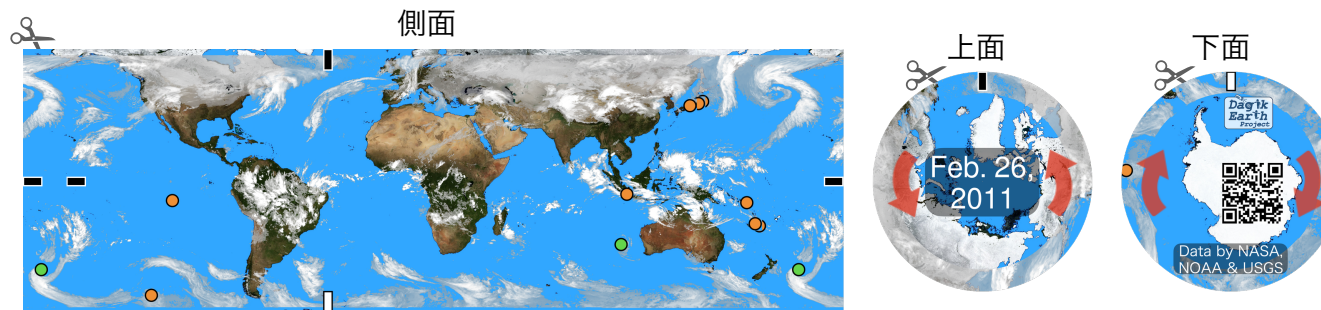 側面
上面
下面
Feb. 26,
2011
Dagik
Earth
Project
Data by NASA,
NOAA & USGS